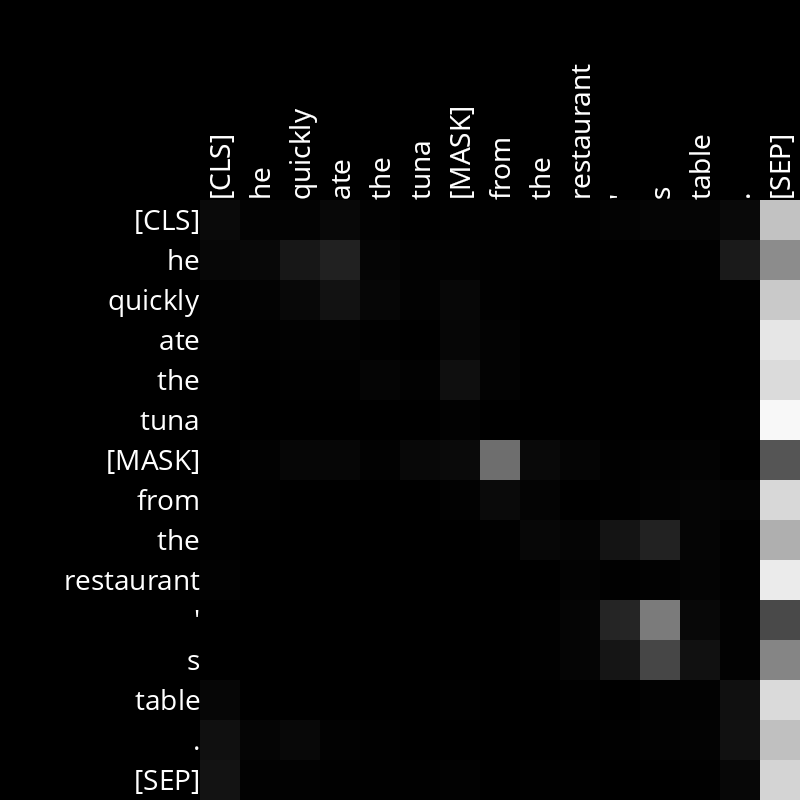 [CLS]
he
quickly
ate
the
tuna
[MASK]
from
the
restaurant
'
s
table
.
[SEP]
[CLS]
he
quickly
ate
the
tuna
[MASK]
from
the
restaurant
'
s
table
.
[SEP]